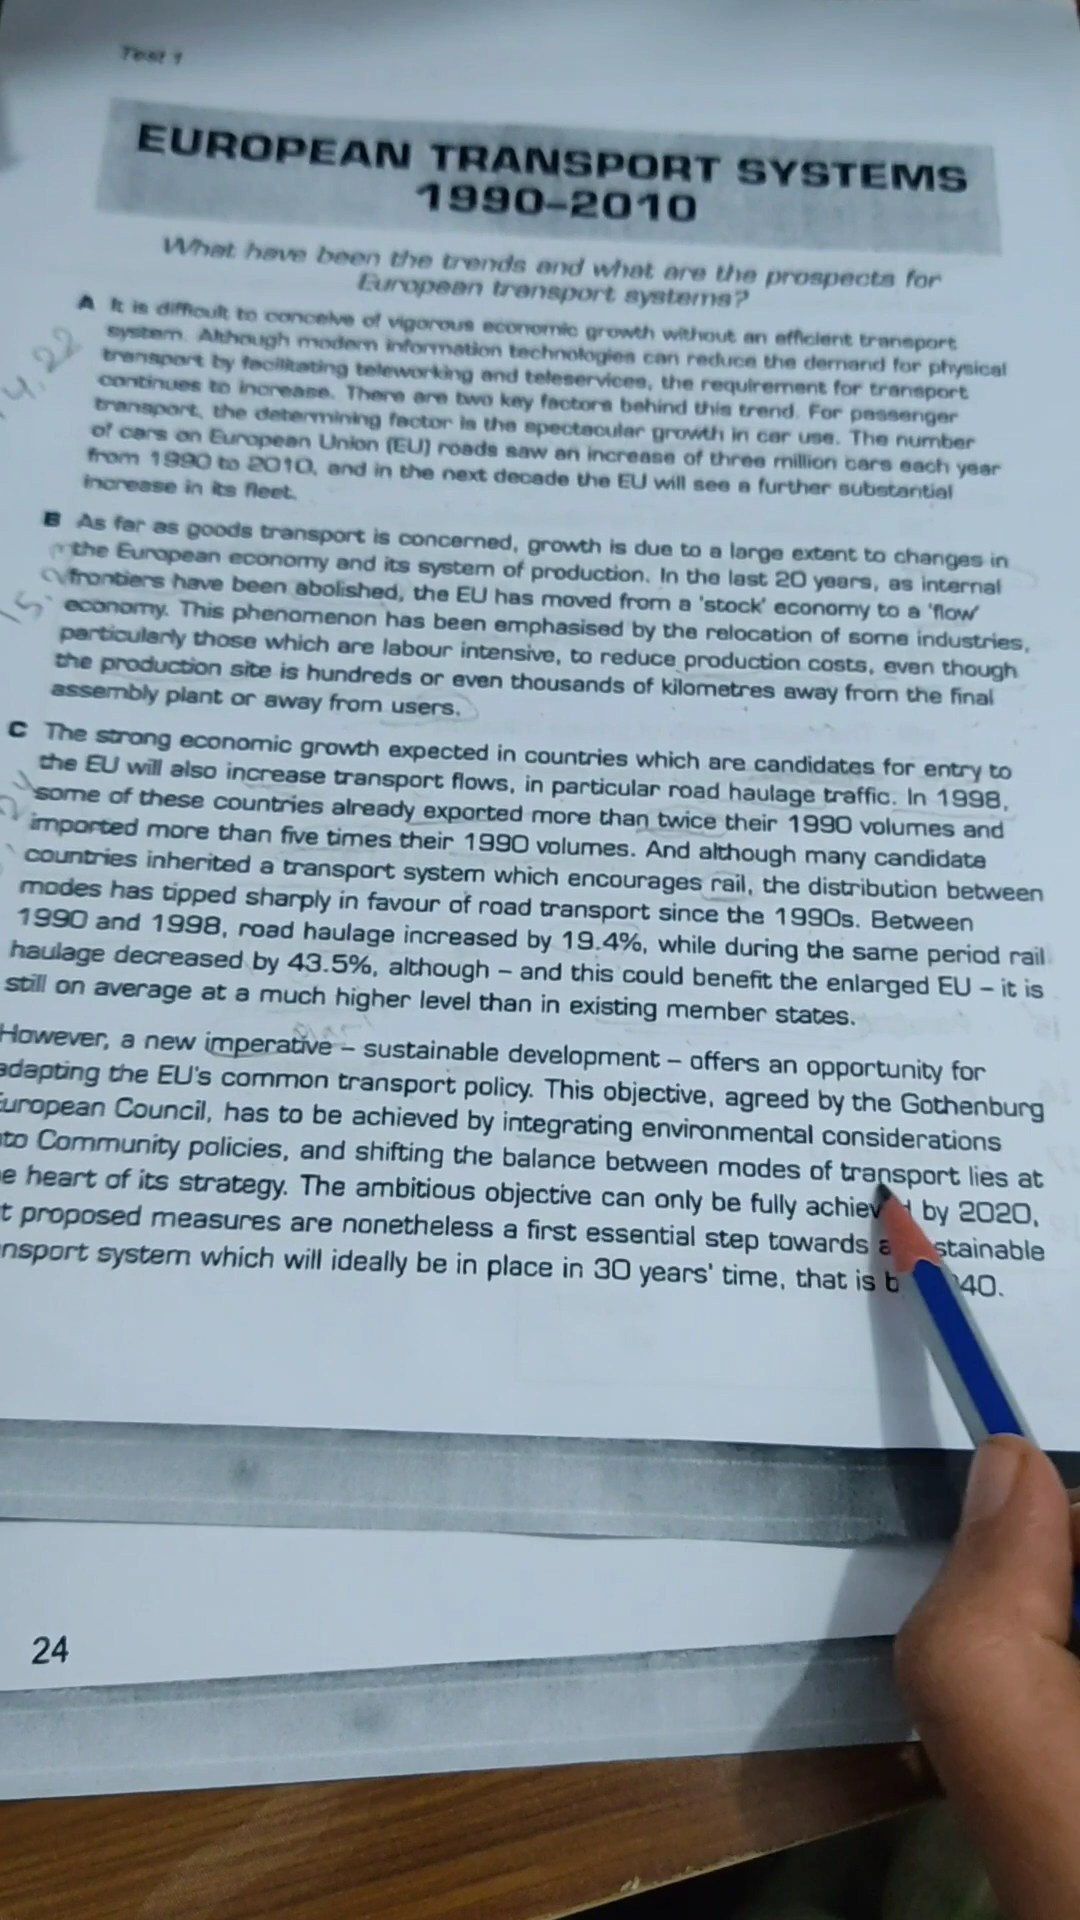 Test 1
EUROPEAN TRANSPORT SYSTEMS
1990–2010
What have been the trends and what are the prospects for
European transport systems?
A It is difficult to conceive of vigorous economic growth without an efficient transport
system. Although modern information technologies can reduce the demand for physical
transport by facilitating teleworking and teleservices, the requirement for transport
continues to increase. There are two key factors behind this trend. For passenger
transport, the determining factor is the spectacular growth in car use. The number
of cars on European Union (EU) roads saw an increase of three million cars each year
from 1990 to 2010, and in the next decade the EU will see a further substantial
increase in its fleet.
B As far as goods transport is concerned, growth is due to a large extent to changes in
the European economy and its system of production. In the last 20 years, as internal
frontiers have been abolished, the EU has moved from a 'stock' economy to a 'flow'
economy. This phenomenon has been emphasised by the relocation of some industries,
particularly those which are labour intensive, to reduce production costs, even though
the production site is hundreds or even thousands of kilometres away from the final
assembly plant or away from users.
C The strong economic growth expected in countries which are candidates for entry to
the EU will also increase transport flows, in particular road haulage traffic. In 1998,
some of these countries already exported more than twice their 1990 volumes and
imported more than five times their 1990 volumes. And although many candidate
countries inherited a transport system which encourages rail, the distribution between
modes has tipped sharply in favour of road transport since the 1990s. Between
1990 and 1998, road haulage increased by 19.4%, while during the same period rail
haulage decreased by 43.5%, although – and this could benefit the enlarged EU – it is
still on average at a much higher level than in existing member states.
However, a new imperative – sustainable development – offers an opportunity for
adapting the EU's common transport policy. This objective, agreed by the Gothenburg
European Council, has to be achieved by integrating environmental considerations
to Community policies, and shifting the balance between modes of transport lies at
e heart of its strategy. The ambitious objective can only be fully achiev by 2020,
t proposed measures are nonetheless a first essential step towards a stainable
nsport system which will ideally be in place in 30 years' time, that is b 40.
24